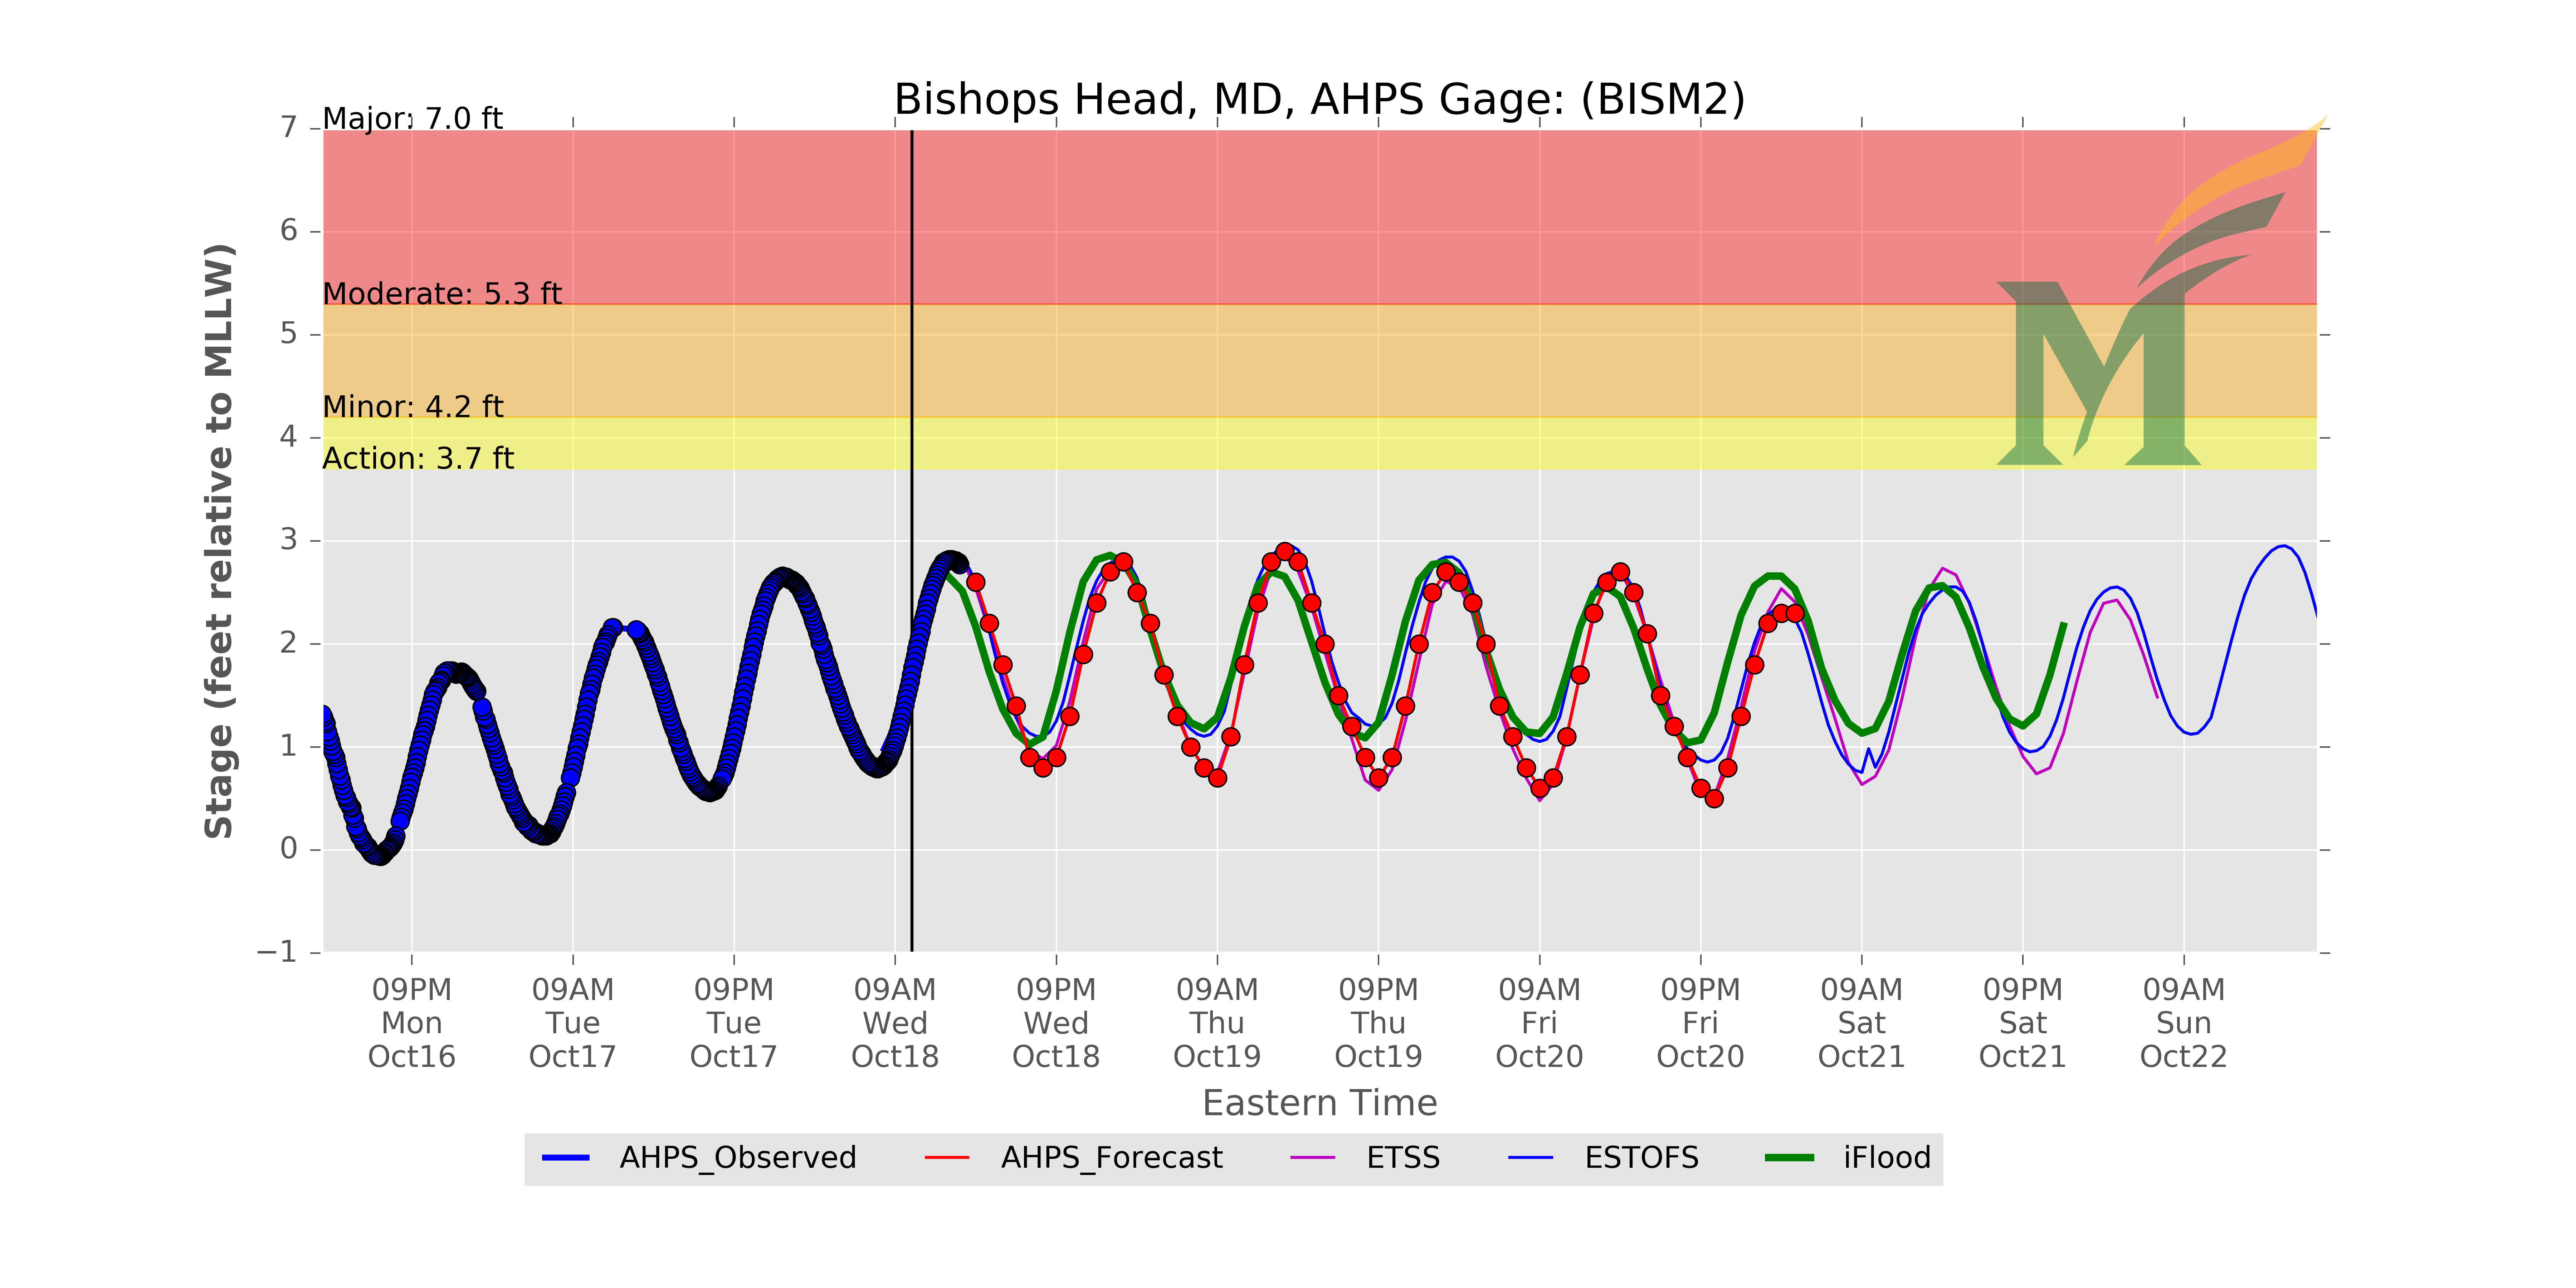 Bishops Head, MD, AHPS Gage: (BISM2)
Major: 7.0 ft
Moderate: 5.3 ft
Minor: 4.2 ft
Action: 3.7 ft
Stage (feet relative to MLLW)
7
6
5
4
3
2
1
0
−1
09PM 09AM 09PM 09AM 09PM 09AM 09PM 09AM 09PM 09AM 09PM 09AM
Mon Tue Tue Wed Wed Thu Thu Fri Fri Sat Sat Sun
Oct16 Oct17 Oct17 Oct18 Oct18 Oct19 Oct19 Oct20 Oct20 Oct21 Oct21 Oct22
Eastern Time
AHPS_Observed AHPS_Forecast ETSS ESTOFS iFlood
M